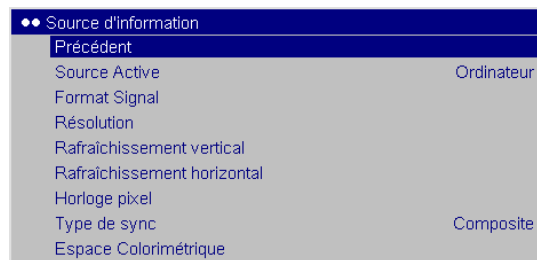 Source d'information
Précédent
Source Active Ordinateur
Format Signal
Résolution
Rafraîchissement vertical
Rafraîchissement horizontal
Horloge pixel
Type de sync Composite
Espace Colorimétrique